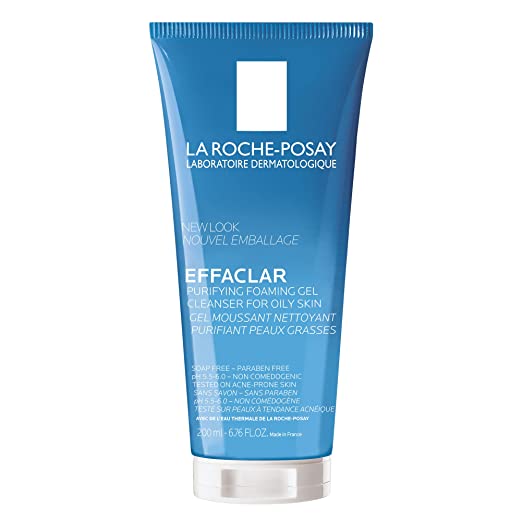 LA ROCHE-POSAY
LABORATOIRE DERMATOLOGIQUE
NEW LOOK
NOUVEL EMBALLAGE
EFFACLAR
PURIFYING FOAMING GEL
CLEANSER FOR OILY SKIN
GEL MOUSSANT NETTOYANT
PURIFIANT PEAUX GRASSES
SOAP FREE – PARABEN FREE
pH 5.5-6.0 – NON COMEDOGENIC
TESTED ON ACNE-PRONE SKIN
SANS SAVON – SANS PARABEN
pH 5.5-6.0 – NON COMÉDOGÈNE
TESTÉ SUR PEAUX À TENDANCE ACNÉIQUE
AVEC DE L'EAU THERMALE DE LA ROCHE-POSAY
200 ml - 6.76 FL.OZ. Made in France